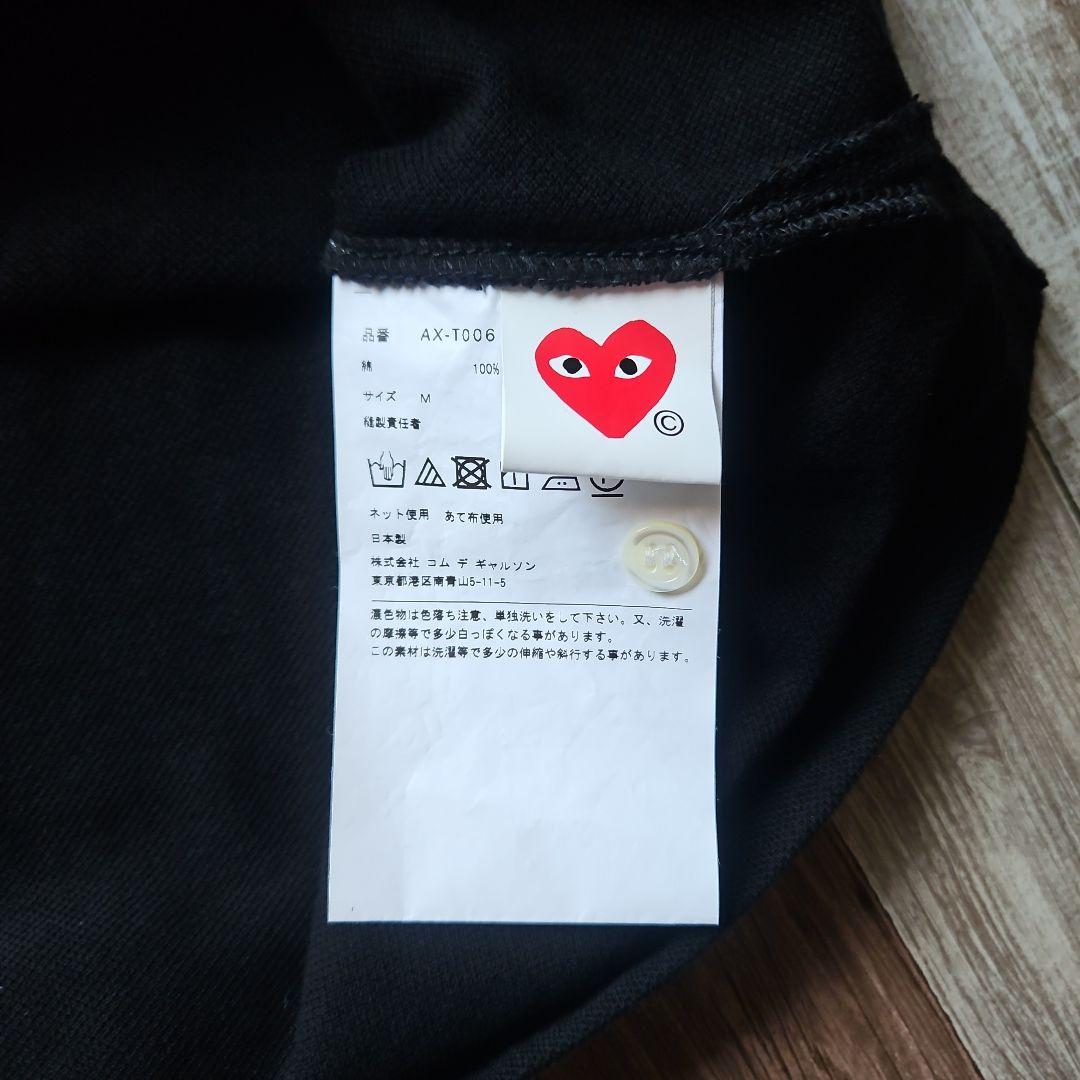 品番 AX-T006
綿 100%
サイズ M
縫製責任者
©
ネット使用 あて布使用
日本製
株式会社 コム デ ギャルソン
東京都港区南青山5-11-5
濃色物は色落ち注意、単独洗いをして下さい。又、洗濯
の摩擦等で多少白っぽくなる事があります。
この素材は洗濯等で多少の伸縮や斜行する事があります。